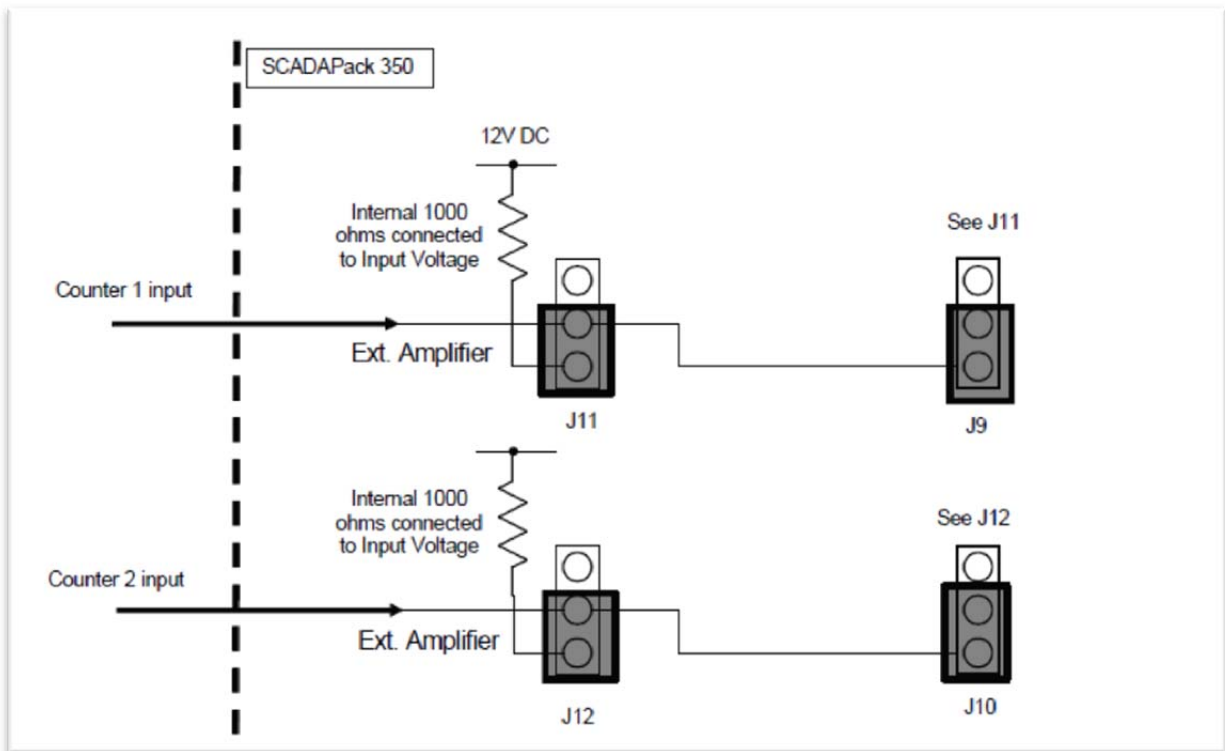 SCADAPack 350
12V DC
Internal 1000
ohms connected
to Input Voltage
See J11
Counter 1 input
Ext. Amplifier
J11
J9
Internal 1000
ohms connected
to Input Voltage
See J12
Counter 2 input
Ext. Amplifier
J12
J10